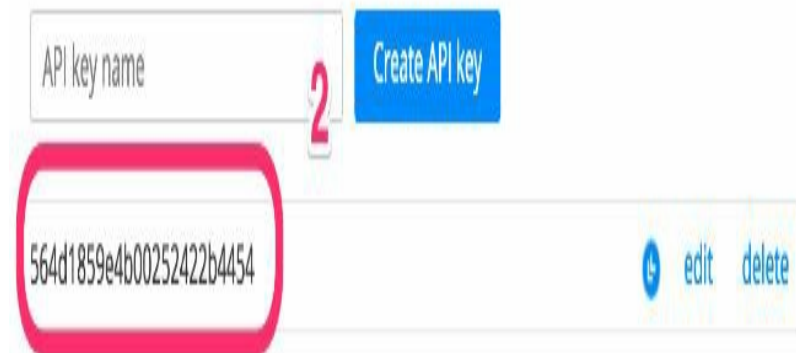 API key name
2
Create API key
564d1859e4b00252422b4454
edit delete